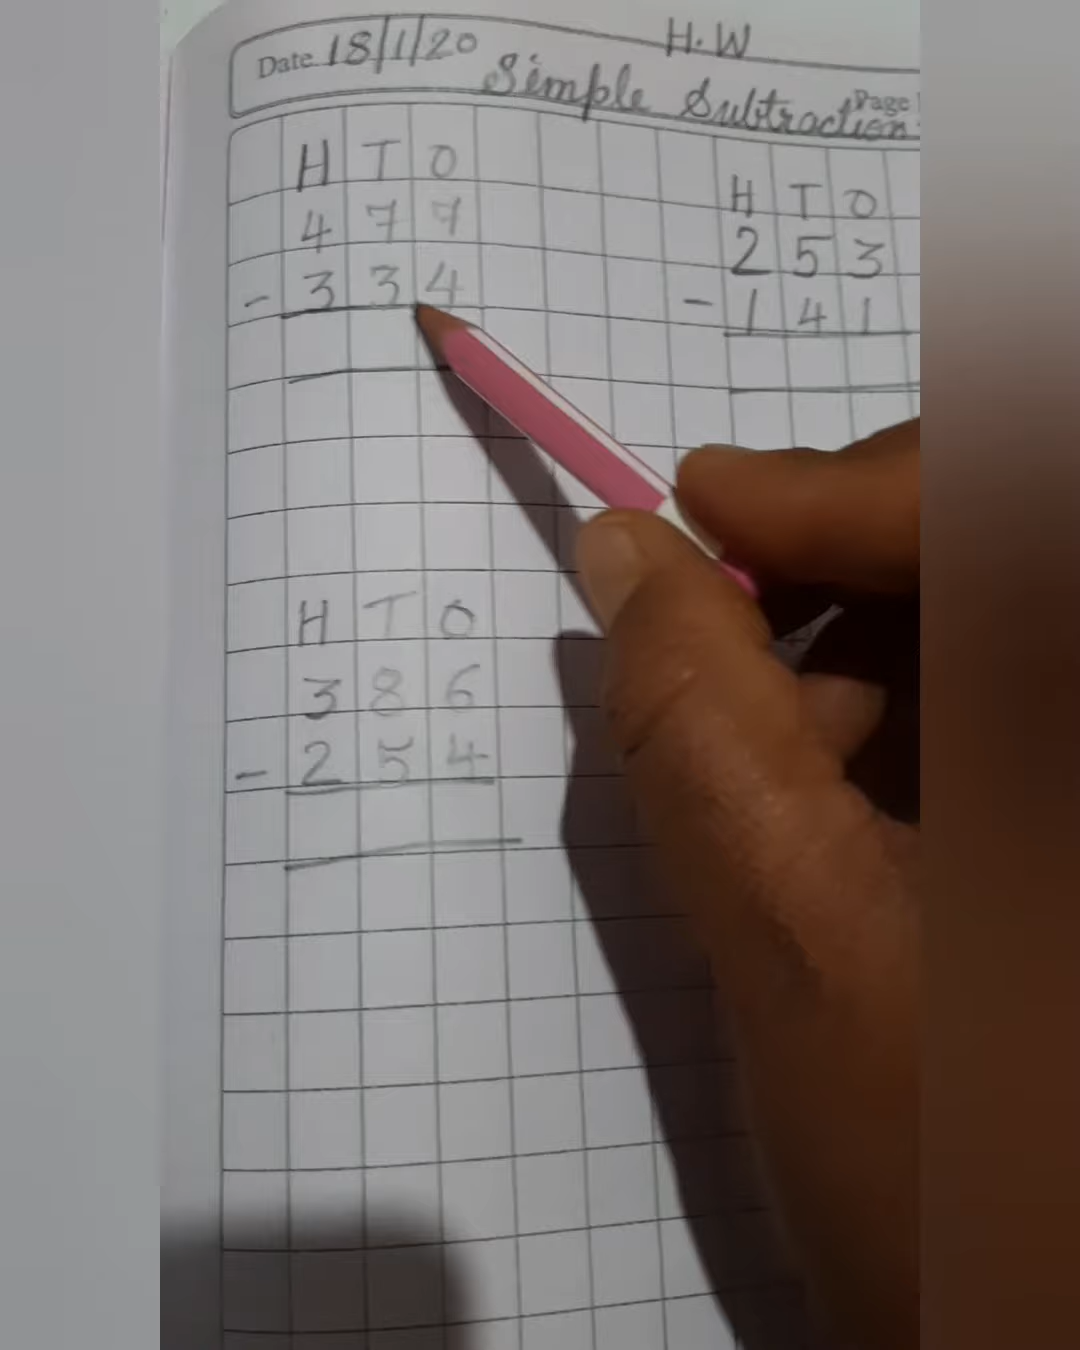 H.W
Date 18/1/20
Simple Subtraction
Page
H T O
4 7 7
- 3 3 4
H T O
2 5 3
- 1 4 1
H T O
3 8 6
- 2 5 4